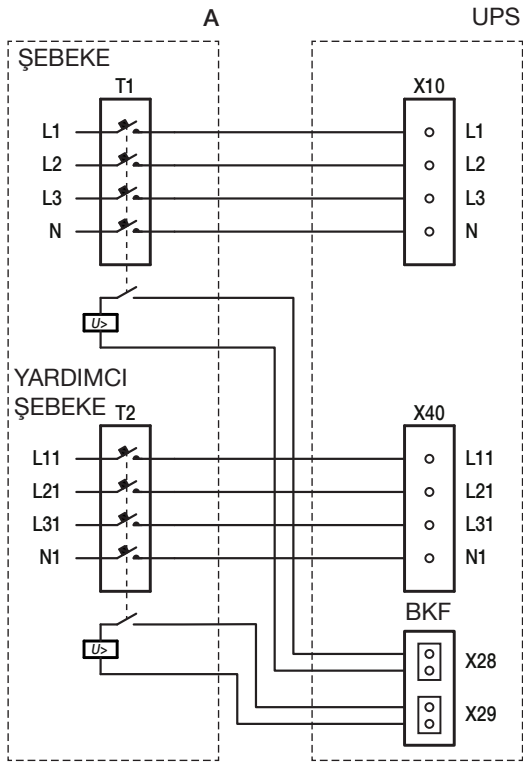 A UPS
ŞEBEKE
T1 X10
L1 L1
L2 L2
L3 L3
N N
U>
YARDIMCI
ŞEBEKE T2 X40
L11 L11
L21 L21
L31 L31
N1 N1
BKF
U>
X28
X29